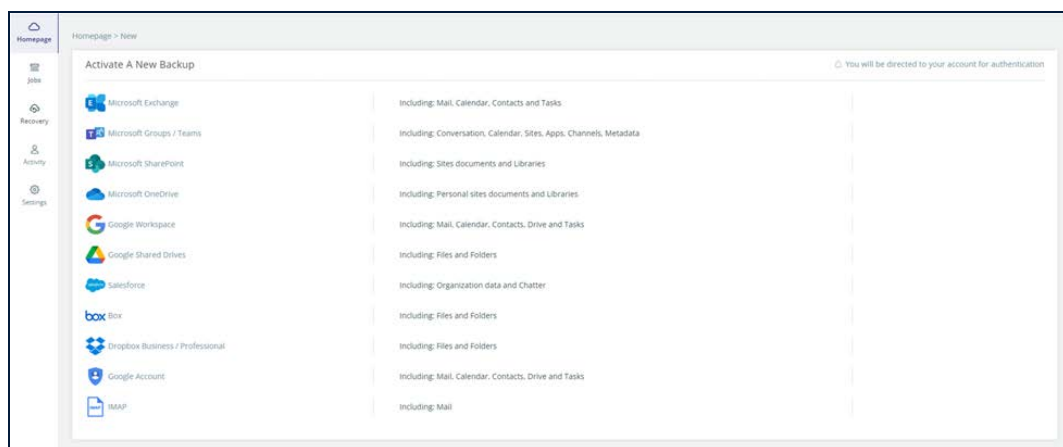 Homepage
Homepage > New
Jobs
Recovery
Activity
Settings
Activate A New Backup
You will be directed to your account for authentication
Microsoft Exchange Including: Mail, Calendar, Contacts and Tasks
Microsoft Groups / Teams Including: Conversation, Calendar, Sites, Apps, Channels, Metadata
Microsoft SharePoint Including: Sites documents and Libraries
Microsoft OneDrive Including: Personal sites documents and Libraries
Google Workspace Including: Mail, Calendar, Contacts, Drive and Tasks
Google Shared Drives Including: Files and Folders
Salesforce Including: Organization data and Chatter
box Box Including: Files and Folders
Dropbox Business / Professional Including: Files and Folders
Google Account Including: Mail, Calendar, Contacts, Drive and Tasks
IMAP Including: Mail